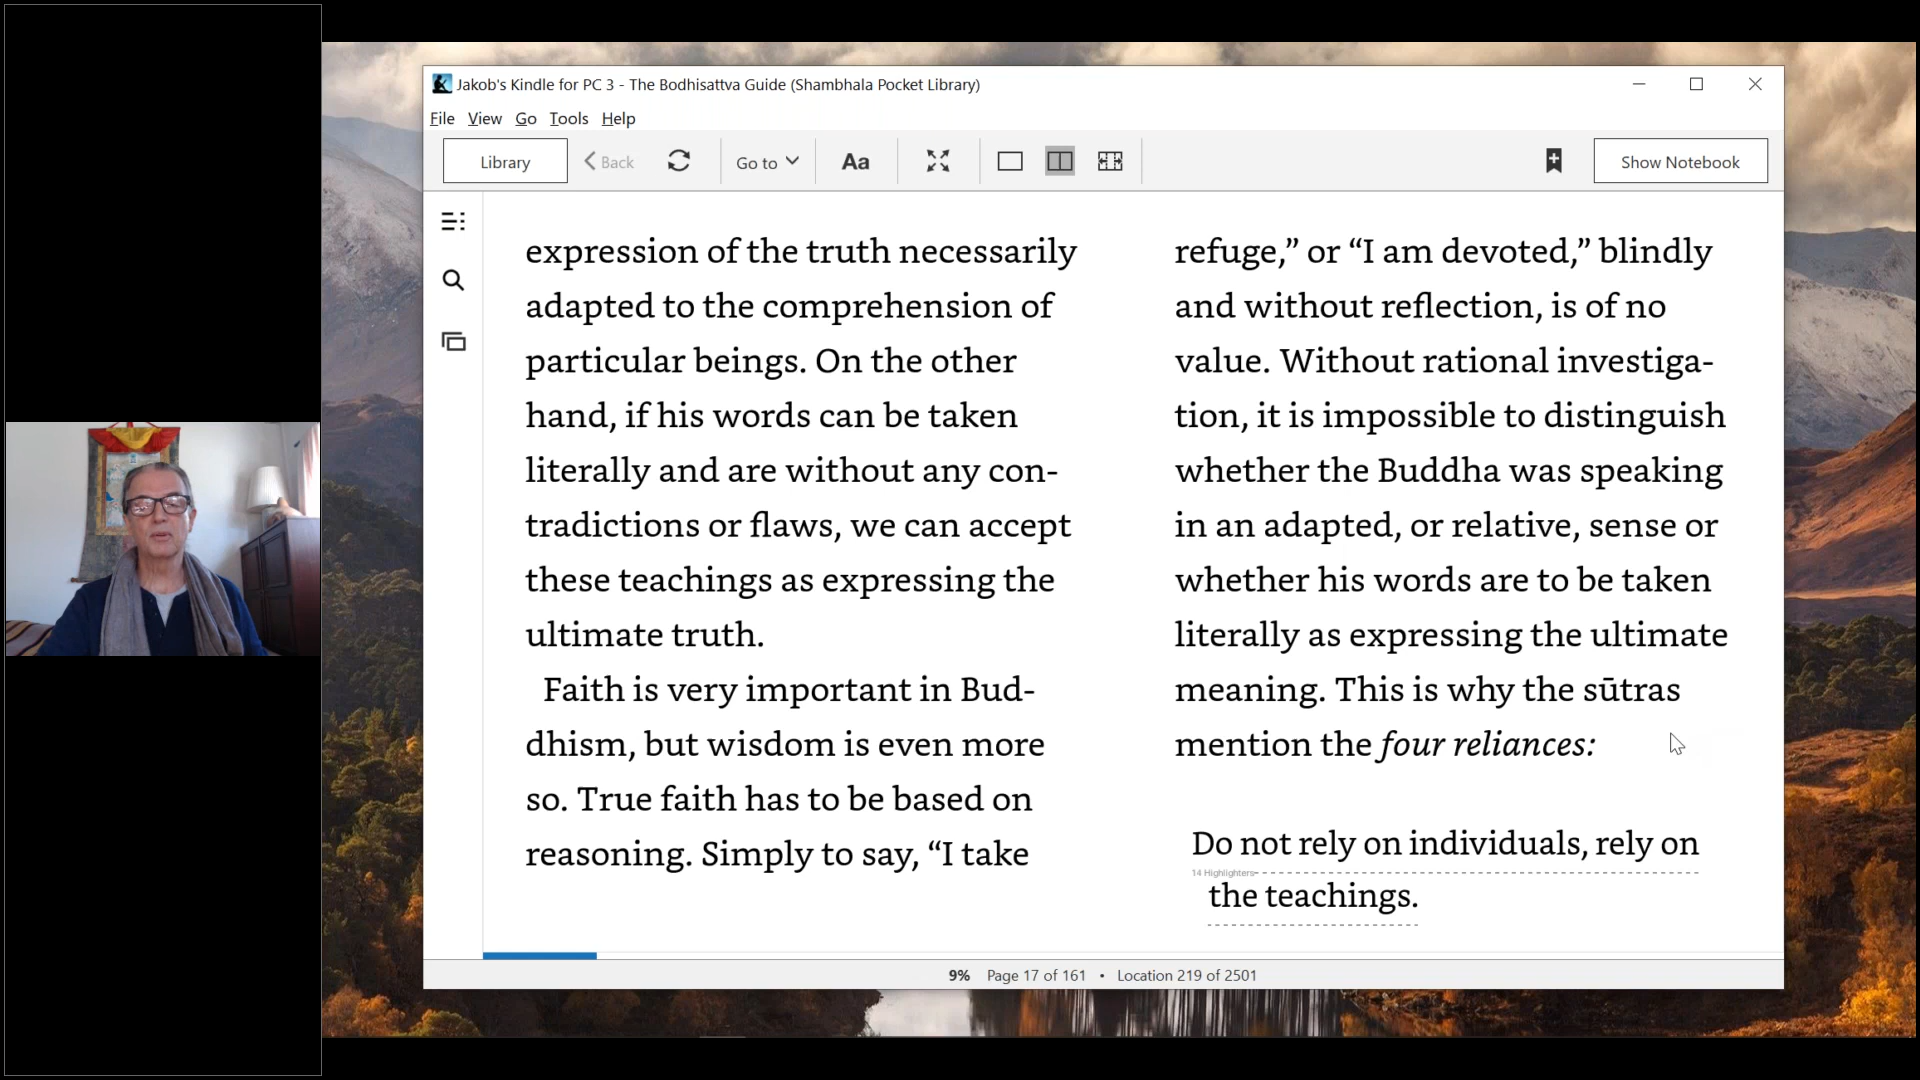 Jakob's Kindle for PC 3 - The Bodhisattva Guide (Shambhala Pocket Library)
File View Go Tools Help
Library Back Go to Aa Show Notebook
expression of the truth necessarily
adapted to the comprehension of
particular beings. On the other
hand, if his words can be taken
literally and are without any con-
tradictions or flaws, we can accept
these teachings as expressing the
ultimate truth.
Faith is very important in Bud-
dhism, but wisdom is even more
so. True faith has to be based on
reasoning. Simply to say, “I take
refuge,” or “I am devoted,” blindly
and without reflection, is of no
value. Without rational investiga-
tion, it is impossible to distinguish
whether the Buddha was speaking
in an adapted, or relative, sense or
whether his words are to be taken
literally as expressing the ultimate
meaning. This is why the sūtras
mention the four reliances:
Do not rely on individuals, rely on
14 Highlighters
the teachings.
9% Page 17 of 161 • Location 219 of 2501